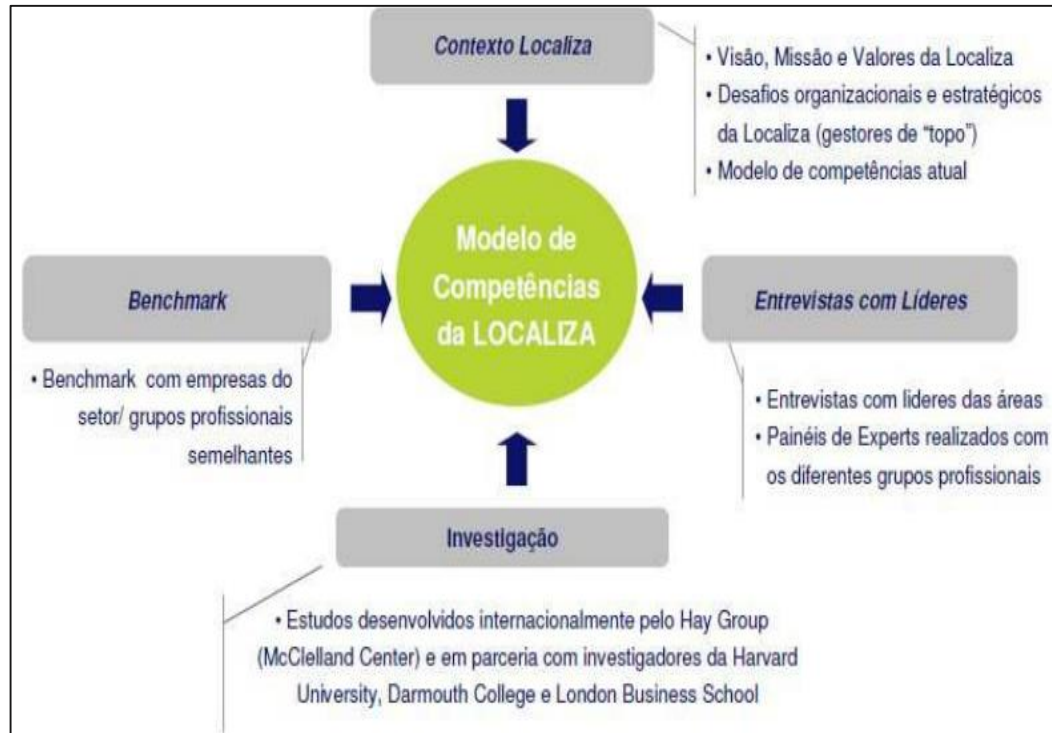 Contexto Localiza
• Visão, Missão e Valores da Localiza
• Desafios organizacionais e estratégicos
da Localiza (gestores de “topo”)
• Modelo de competências atual
Modelo de
Competências
da LOCALIZA
Benchmark
• Benchmark com empresas do
setor/ grupos profissionais
semelhantes
Entrevistas com Líderes
• Entrevistas com lideres das áreas
• Painéis de Experts realizados com
os diferentes grupos profissionais
Investigação
• Estudos desenvolvidos internacionalmente pelo Hay Group
(McClelland Center) e em parceria com investigadores da Harvard
University, Darmouth College e London Business School